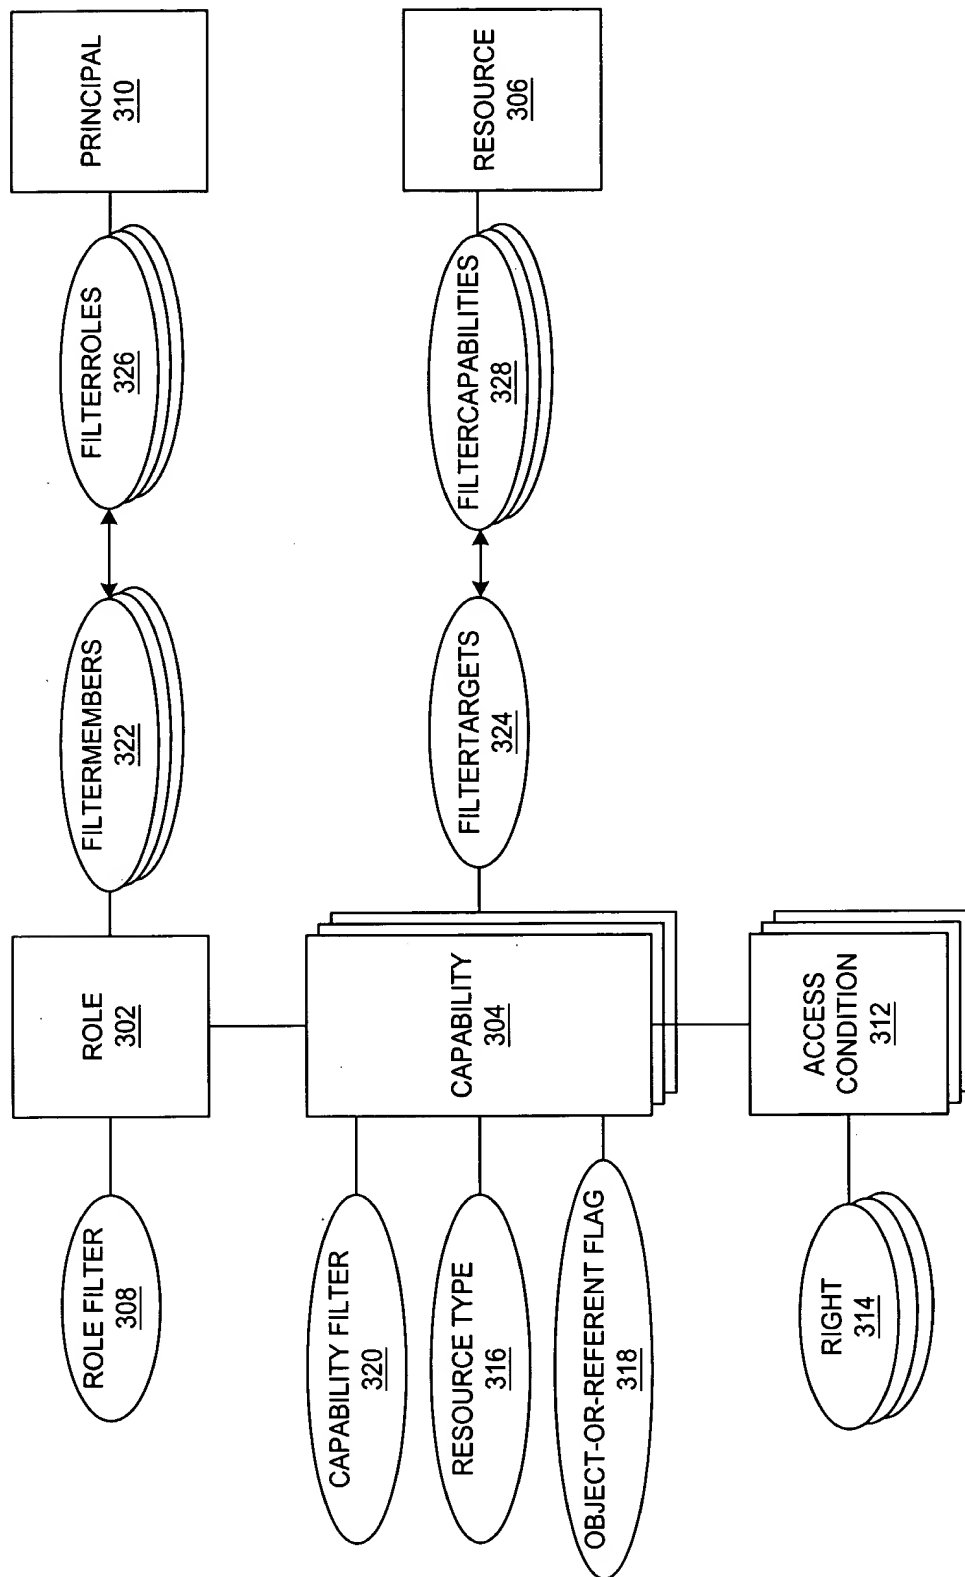 ROLE FILTER
308
ROLE
302
FILTERMEMBERS
322
FILTERROLES
326
PRINCIPAL
310
CAPABILITY FILTER
320
RESOURCE TYPE
316
OBJECT-OR-REFERENT FLAG
318
CAPABILITY
304
FILTERTARGETS
324
FILTERCAPABILITIES
328
RESOURCE
306
RIGHT
314
ACCESS
CONDITION
312